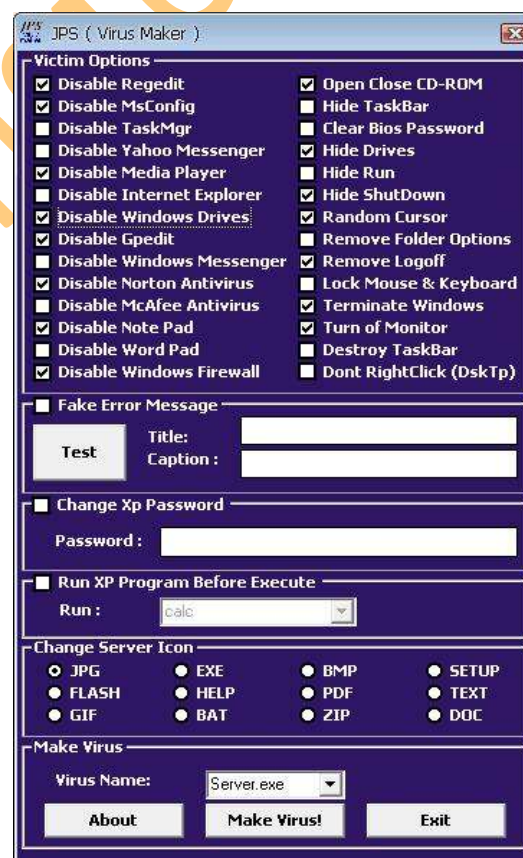 JPS ( Virus Maker )
Victim Options
Disable Regedit
Disable MsConfig
Disable TaskMgr
Disable Yahoo Messenger
Disable Media Player
Disable Internet Explorer
Disable Windows Drives
Disable Gpedit
Disable Windows Messenger
Disable Norton Antivirus
Disable McAfee Antivirus
Disable Note Pad
Disable Word Pad
Disable Windows Firewall
Open Close CD-ROM
Hide TaskBar
Clear Bios Password
Hide Drives
Hide Run
Hide ShutDown
Random Cursor
Remove Folder Options
Remove Logoff
Lock Mouse & Keyboard
Terminate Windows
Turn of Monitor
Destroy TaskBar
Dont RightClick (DskTp)
Fake Error Message
Test
Title:
Caption :
Change Xp Password
Password :
Run XP Program Before Execute
Run :
calc
Change Server Icon
JPG EXE BMP SETUP
FLASH HELP PDF TEXT
GIF BAT ZIP DOC
Make Virus
Virus Name:
Server.exe
About Make Virus! Exit